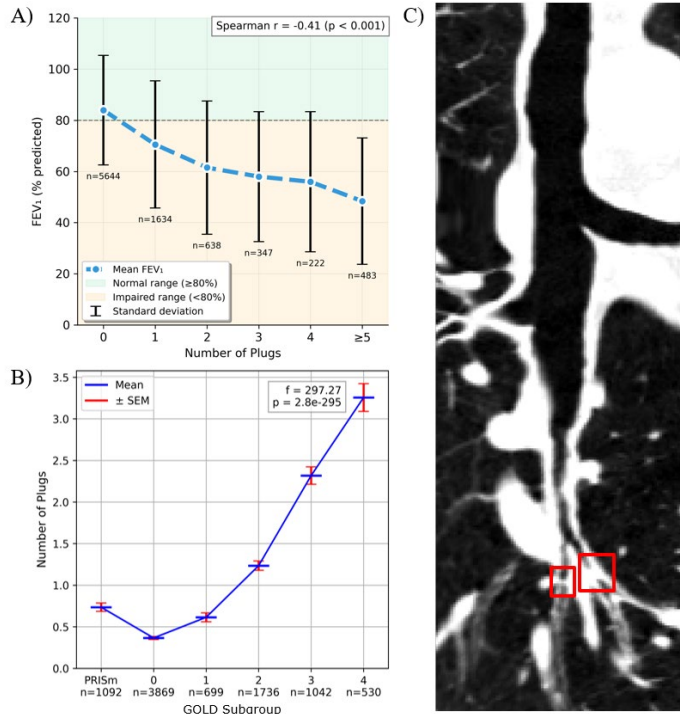 A)
Spearman r = -0.41 (p < 0.001)
120
100
80
60
40
20
0
FEV₁ (% predicted)
n=5644
n=1634
n=638
n=347
n=222
n=483
Mean FEV₁
Normal range (≥80%)
Impaired range (<80%)
Standard deviation
0 1 2 3 4 ≥5
Number of Plugs
B)
Mean
± SEM
f = 297.27
p = 2.8e-295
3.5
3.0
2.5
2.0
1.5
1.0
0.5
0.0
Number of Plugs
PRISm 0 1 2 3 4
n=1092 n=3869 n=699 n=1736 n=1042 n=530
GOLD Subgroup
C)